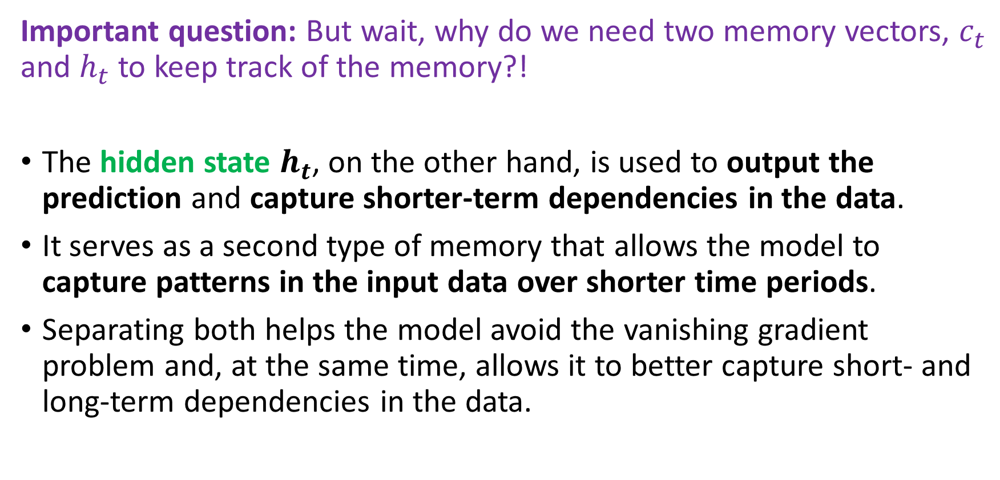 Important question: But wait, why do we need two memory vectors, c_t
and h_t to keep track of the memory?!
• The hidden state h_t, on the other hand, is used to output the
prediction and capture shorter-term dependencies in the data.
• It serves as a second type of memory that allows the model to
capture patterns in the input data over shorter time periods.
• Separating both helps the model avoid the vanishing gradient
problem and, at the same time, allows it to better capture short- and
long-term dependencies in the data.